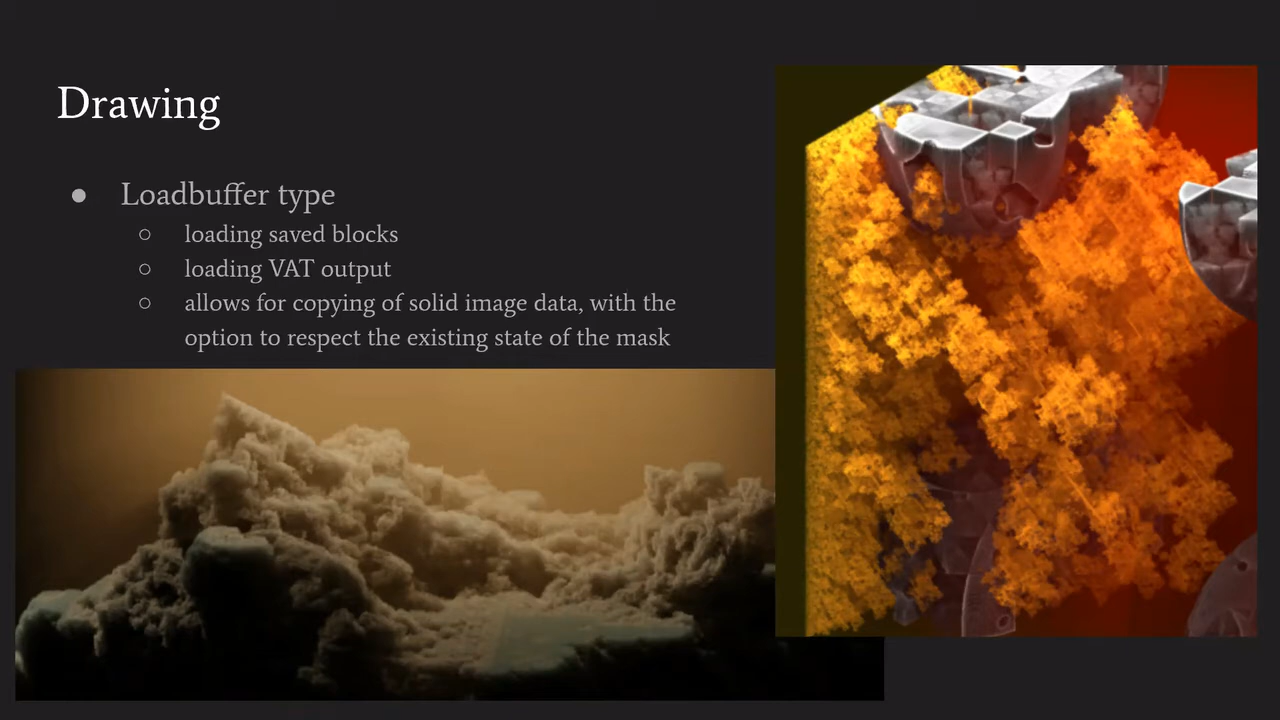 Drawing
● Loadbuffer type
○ loading saved blocks
○ loading VAT output
○ allows for copying of solid image data, with the
option to respect the existing state of the mask